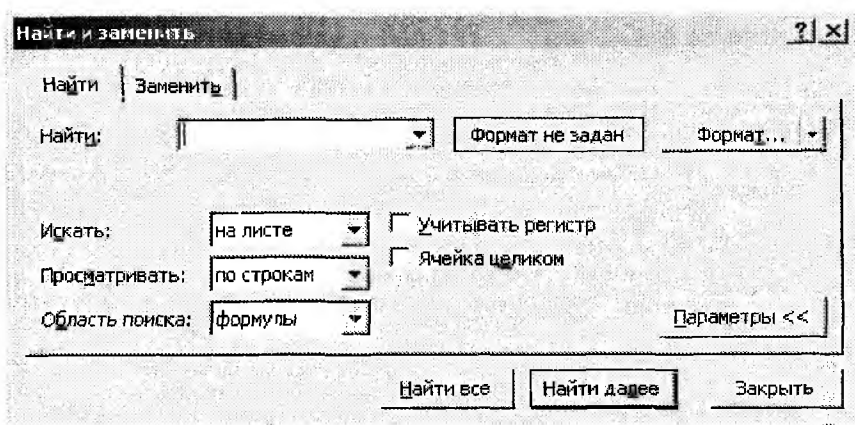 Найти и заменить
Найти Заменить
Найти: Формат не задан Формат...
Искать: на листе Учитывать регистр
Просматривать: по строкам Ячейка целиком
Область поиска: формулы Параметры <<
Найти все Найти далее Закрыть